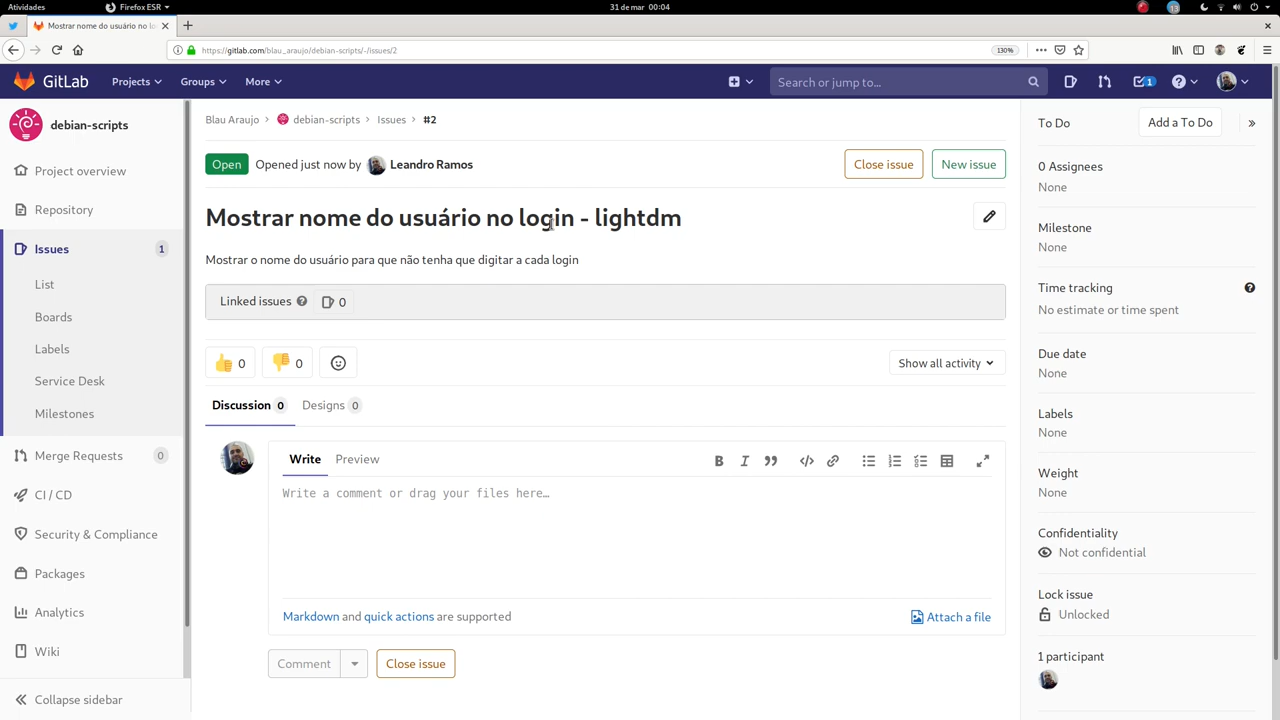 Atividades
Firefox ESR
31 de mar 00:04
Mostrar nome do usuário no lo
https://gitlab.com/blau_araujo/debian-scripts/-/issues/2
130%
GitLab
Projects
Groups
More
Search or jump to...
1
debian-scripts
Project overview
Repository
Issues 1
List
Boards
Labels
Service Desk
Milestones
Merge Requests 0
CI / CD
Security & Compliance
Packages
Analytics
Wiki
Collapse sidebar
Blau Araujo > debian-scripts > Issues > #2
Open Opened just now by Leandro Ramos
Close issue
New issue
Mostrar nome do usuário no login - lightdm
Mostrar o nome do usuário para que não tenha que digitar a cada login
Linked issues 0
0
0
Show all activity
Discussion 0
Designs 0
Write
Preview
Write a comment or drag your files here…
Markdown and quick actions are supported
Attach a file
Comment
Close issue
To Do
Add a To Do
0 Assignees
None
Milestone
None
Time tracking
No estimate or time spent
Due date
None
Labels
None
Weight
None
Confidentiality
Not confidential
Lock issue
Unlocked
1 participant